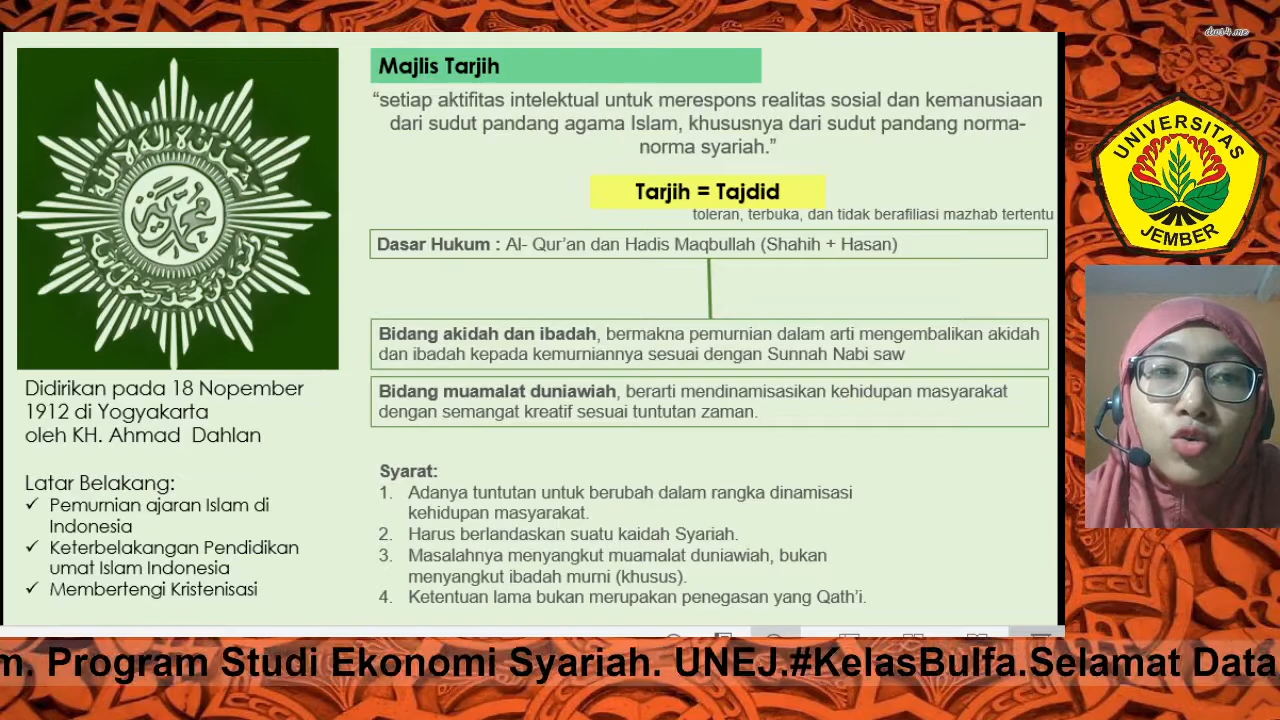 dws4.me
Majlis Tarjih
“setiap aktifitas intelektual untuk merespons realitas sosial dan kemanusiaan
dari sudut pandang agama Islam, khususnya dari sudut pandang norma-
norma syariah.”
Tarjih = Tajdid
toleran, terbuka, dan tidak berafiliasi mazhab tertentu
Dasar Hukum : Al- Qur’an dan Hadis Maqbullah (Shahih + Hasan)
Bidang akidah dan ibadah, bermakna pemurnian dalam arti mengembalikan akidah
dan ibadah kepada kemurniannya sesuai dengan Sunnah Nabi saw
Bidang muamalat duniawiah, berarti mendinamisasikan kehidupan masyarakat
dengan semangat kreatif sesuai tuntutan zaman.
Syarat:
1. Adanya tuntutan untuk berubah dalam rangka dinamisasi
kehidupan masyarakat.
2. Harus berlandaskan suatu kaidah Syariah.
3. Masalahnya menyangkut muamalat duniawiah, bukan
menyangkut ibadah murni (khusus).
4. Ketentuan lama bukan merupakan penegasan yang Qath’i.
محمدية
Didirikan pada 18 Nopember
1912 di Yogyakarta
oleh KH. Ahmad Dahlan
Latar Belakang:
✓ Pemurnian ajaran Islam di
Indonesia
✓ Keterbelakangan Pendidikan
umat Islam Indonesia
✓ Membertengi Kristenisasi
UNIVERSITAS
JEMBER
m. Program Studi Ekonomi Syariah. UNEJ.#KelasBulfa.Selamat Data